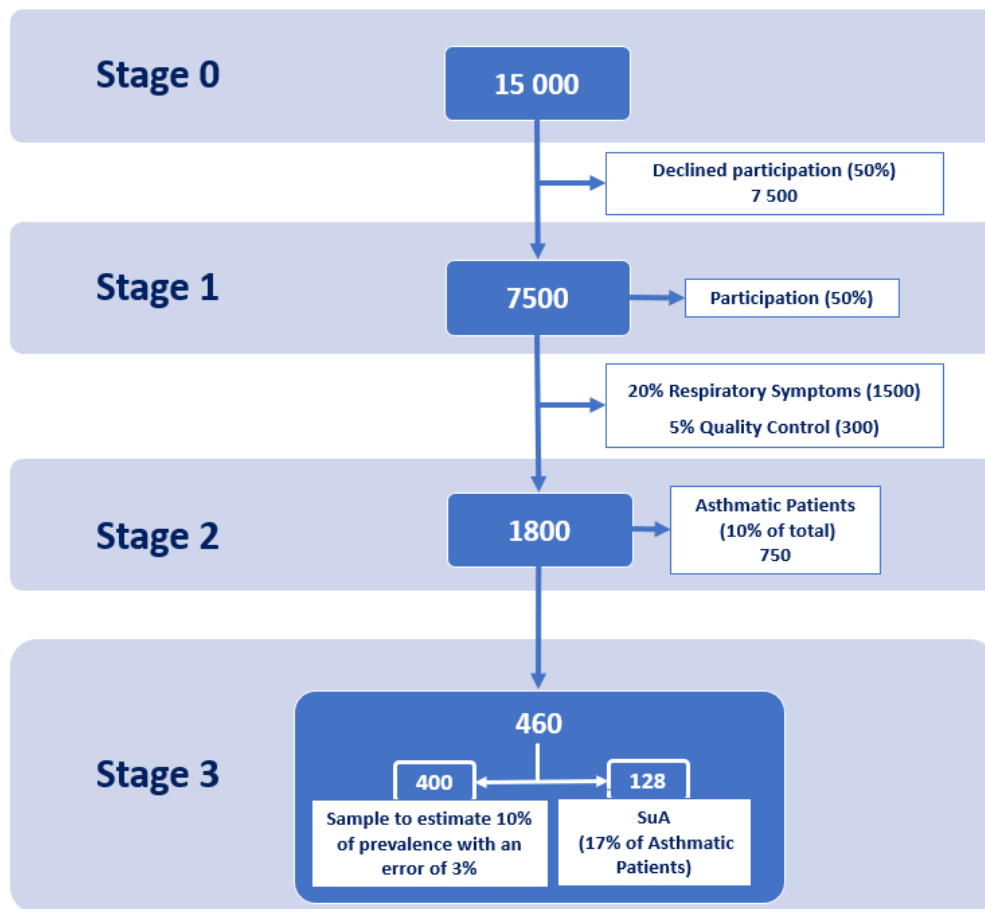 Stage 0
15 000
Declined participation (50%)
7 500
Stage 1
7500
Participation (50%)
20% Respiratory Symptoms (1500)
5% Quality Control (300)
Stage 2
1800
Asthmatic Patients
(10% of total)
750
Stage 3
460
400
128
Sample to estimate 10%
of prevalence with an
error of 3%
SuA
(17% of Asthmatic
Patients)